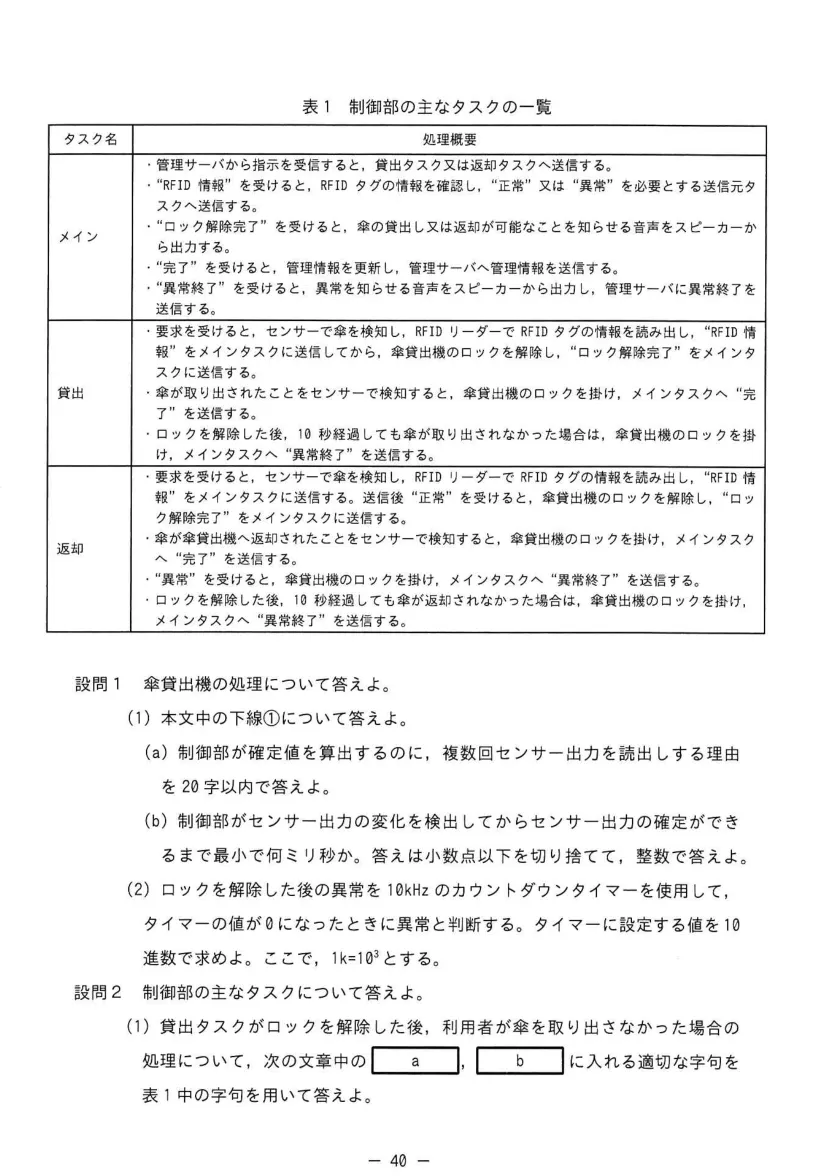 表1 制御部の主なタスクの一覧
タスク名 処理概要
メイン
・管理サーバから指示を受信すると，貸出タスク又は返却タスクへ送信する。
・“RFID 情報” を受けると，RFID タグの情報を確認し，“正常” 又は “異常” を必要とする送信元タ
スクへ送信する。
・“ロック解除完了” を受けると，傘の貸出し又は返却が可能なことを知らせる音声をスピーカーか
ら出力する。
・“完了” を受けると，管理情報を更新し，管理サーバへ管理情報を送信する。
・“異常終了” を受けると，異常を知らせる音声をスピーカーから出力し，管理サーバに異常終了を
送信する。
貸出
・要求を受けると，センサーで傘を検知し，RFID リーダーで RFID タグの情報を読み出し，“RFID 情
報” をメインタスクに送信してから，傘貸出機のロックを解除し，“ロック解除完了” をメインタ
スクに送信する。
・傘が取り出されたことをセンサーで検知すると，傘貸出機のロックを掛け，メインタスクへ “完
了” を送信する。
・ロックを解除した後，10 秒経過しても傘が取り出されなかった場合は，傘貸出機のロックを掛
け，メインタスクへ “異常終了” を送信する。
返却
・要求を受けると，センサーで傘を検知し，RFID リーダーで RFID タグの情報を読み出し，“RFID 情
報” をメインタスクに送信する。送信後 “正常” を受けると，傘貸出機のロックを解除し，“ロッ
ク解除完了” をメインタスクに送信する。
・傘が傘貸出機へ返却されたことをセンサーで検知すると，傘貸出機のロックを掛け，メインタスク
へ “完了” を送信する。
・“異常” を受けると，傘貸出機のロックを掛け，メインタスクへ “異常終了” を送信する。
・ロックを解除した後，10 秒経過しても傘が返却されなかった場合は，傘貸出機のロックを掛け，
メインタスクへ “異常終了” を送信する。
設問1 傘貸出機の処理について答えよ。
(1) 本文中の下線①について答えよ。
(a) 制御部が確定値を算出するのに，複数回センサー出力を読出しする理由
を 20 字以内で答えよ。
(b) 制御部がセンサー出力の変化を検出してからセンサー出力の確定ができ
るまで最小で何ミリ秒か。答えは小数点以下を切り捨てて，整数で答えよ。
(2) ロックを解除した後の異常を 10kHz のカウントダウンタイマーを使用して，
タイマーの値が 0 になったときに異常と判断する。タイマーに設定する値を 10
進数で求めよ。ここで，1k=10³ とする。
設問2 制御部の主なタスクについて答えよ。
(1) 貸出タスクがロックを解除した後，利用者が傘を取り出さなかった場合の
処理について，次の文章中の a ， b に入れる適切な字句を
表1中の字句を用いて答えよ。
— 40 —